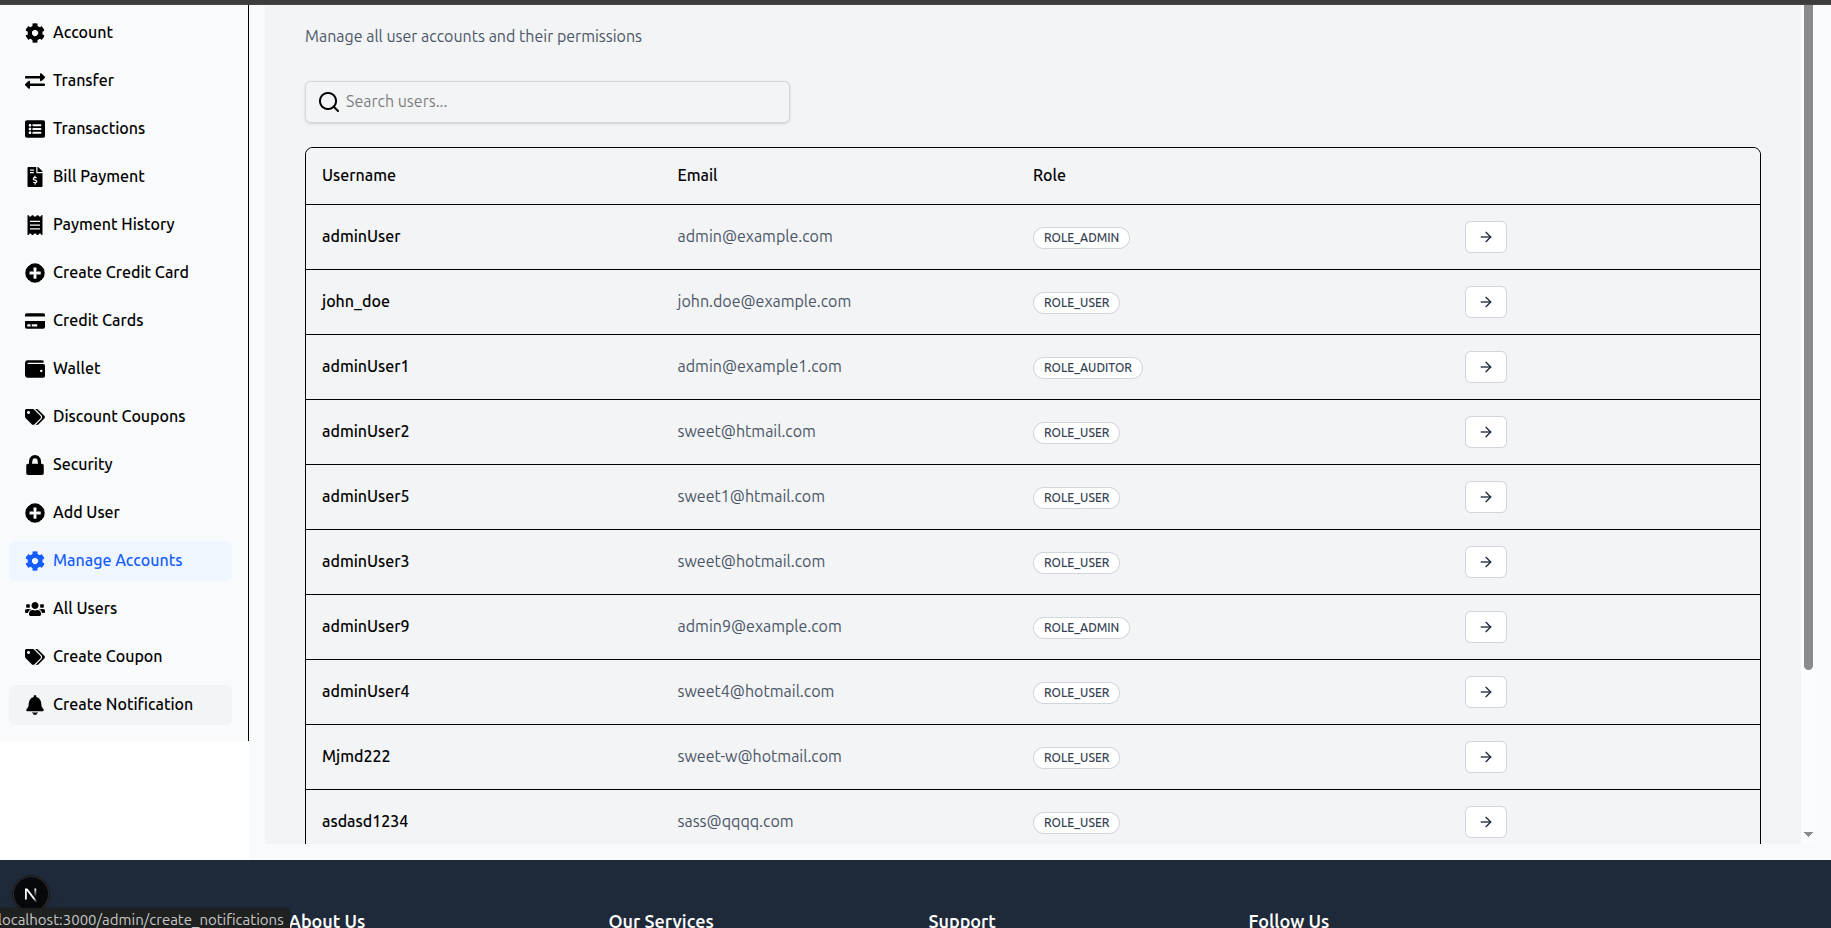 Account
Transfer
Transactions
Bill Payment
Payment History
Create Credit Card
Credit Cards
Wallet
Discount Coupons
Security
Add User
Manage Accounts
All Users
Create Coupon
Create Notification
Manage all user accounts and their permissions
Search users...
Username Email Role
adminUser admin@example.com ROLE_ADMIN
john_doe john.doe@example.com ROLE_USER
adminUser1 admin@example1.com ROLE_AUDITOR
adminUser2 sweet@htmail.com ROLE_USER
adminUser5 sweet1@htmail.com ROLE_USER
adminUser3 sweet@hotmail.com ROLE_USER
adminUser9 admin9@example.com ROLE_ADMIN
adminUser4 sweet4@hotmail.com ROLE_USER
Mjmd222 sweet-w@hotmail.com ROLE_USER
asdasd1234 sass@qqqq.com ROLE_USER
N
localhost:3000/admin/create_notifications
About Us Our Services Support Follow Us